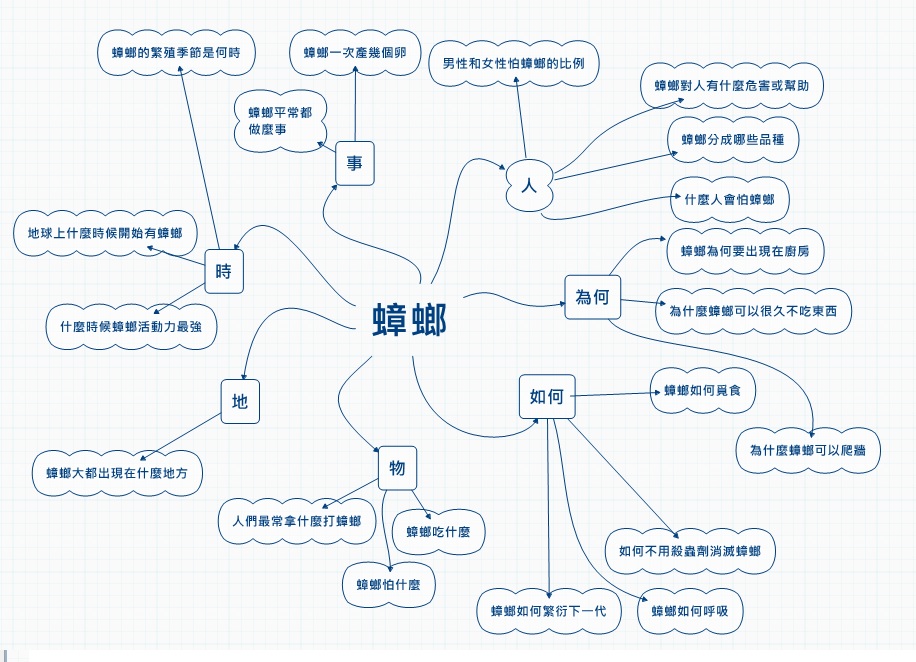 蟑螂的繁殖季節是何時
蟑螂一次產幾個卵
男性和女性怕蟑螂的比例
蟑螂對人有什麼危害或幫助
蟑螂平常都
做麼事
蟑螂分成哪些品種
事
人
什麼人會怕蟑螂
地球上什麼時候開始有蟑螂
蟑螂為何要出現在廚房
時
為何
為什麼蟑螂可以很久不吃東西
什麼時候蟑螂活動力最強
蟑螂
地
如何
蟑螂如何覓食
為什麼蟑螂可以爬牆
蟑螂大都出現在什麼地方
物
人們最常拿什麼打蟑螂
蟑螂吃什麼
如何不用殺蟲劑消滅蟑螂
蟑螂怕什麼
蟑螂如何繁衍下一代
蟑螂如何呼吸